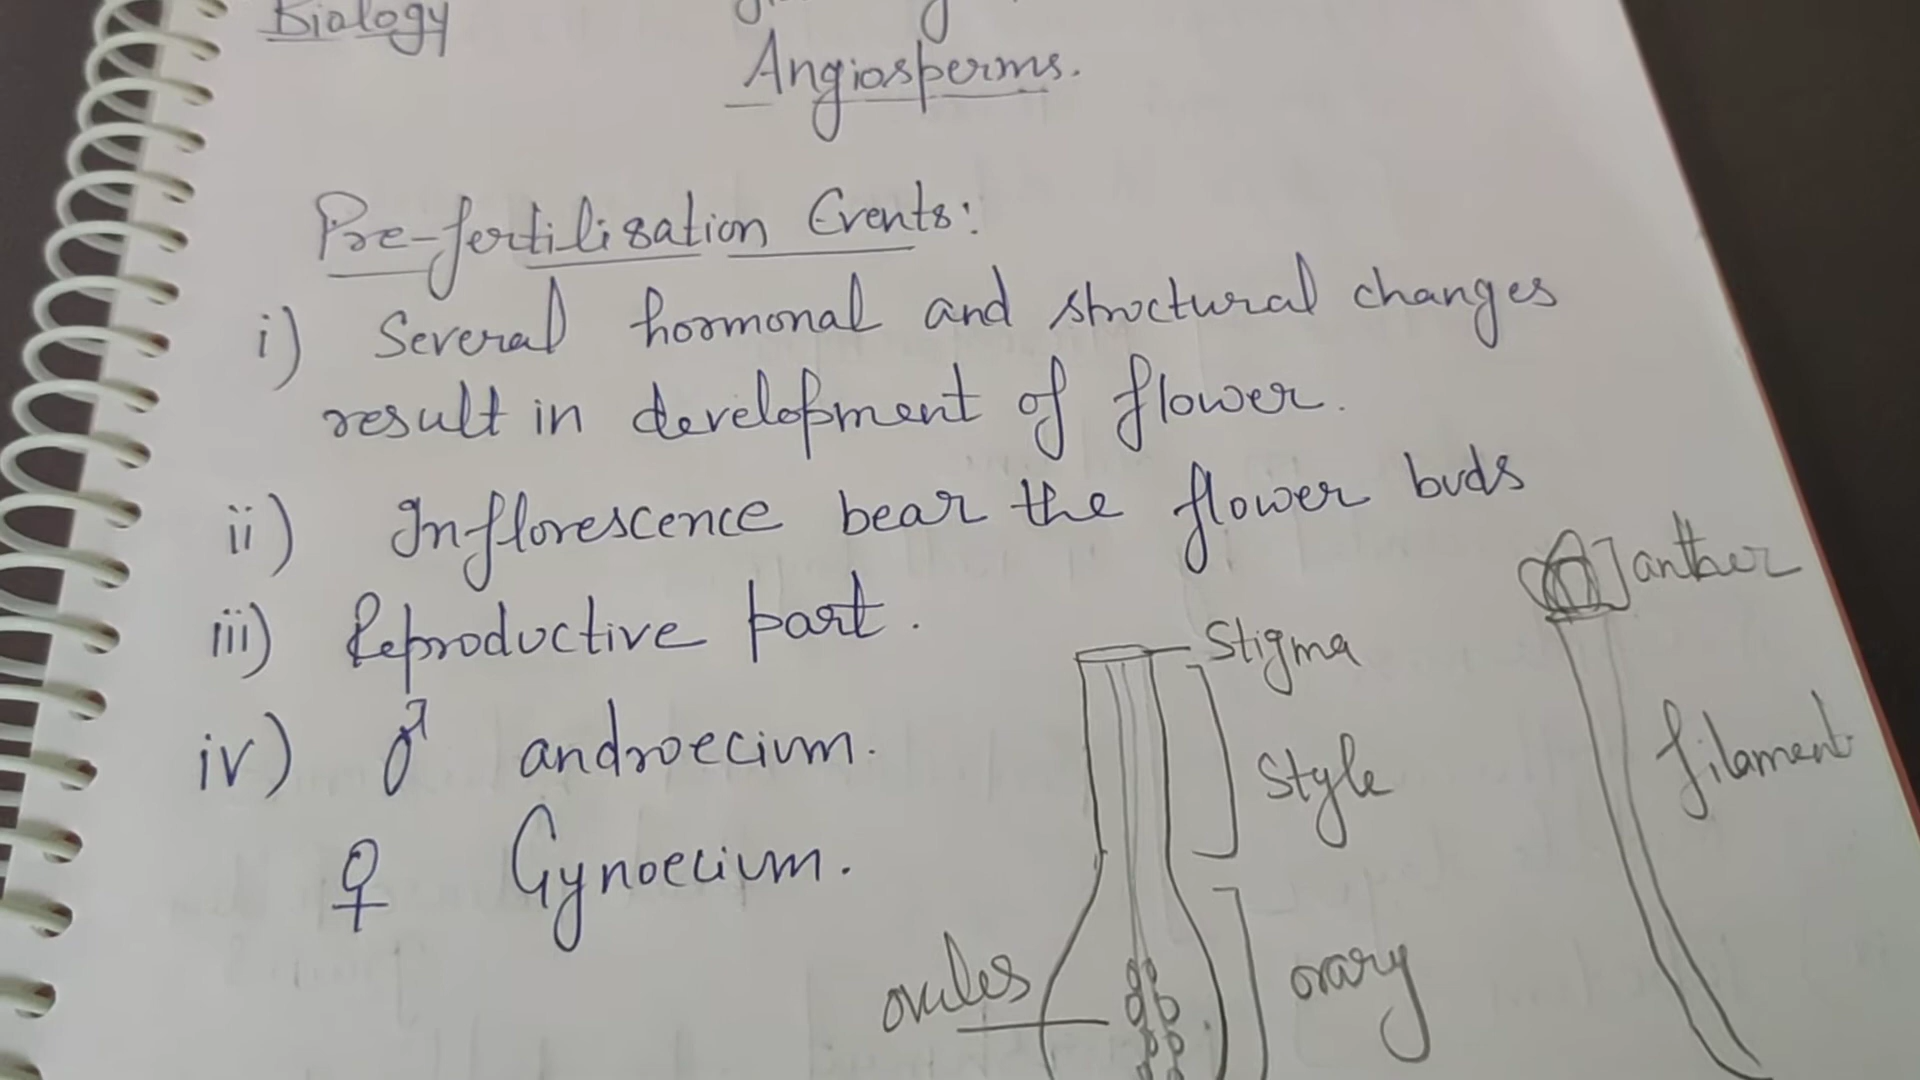 Biology
Angiosperms.
Pre-fertilisation Events:
i) Several hormonal and structural changes
result in development of flower.
ii) Inflorescence bear the flower buds
iii) Reproductive part.
iv) ♂ androecium.
♀ Gynoecium.
anther
filament
Stigma
Style
ovules
ovary